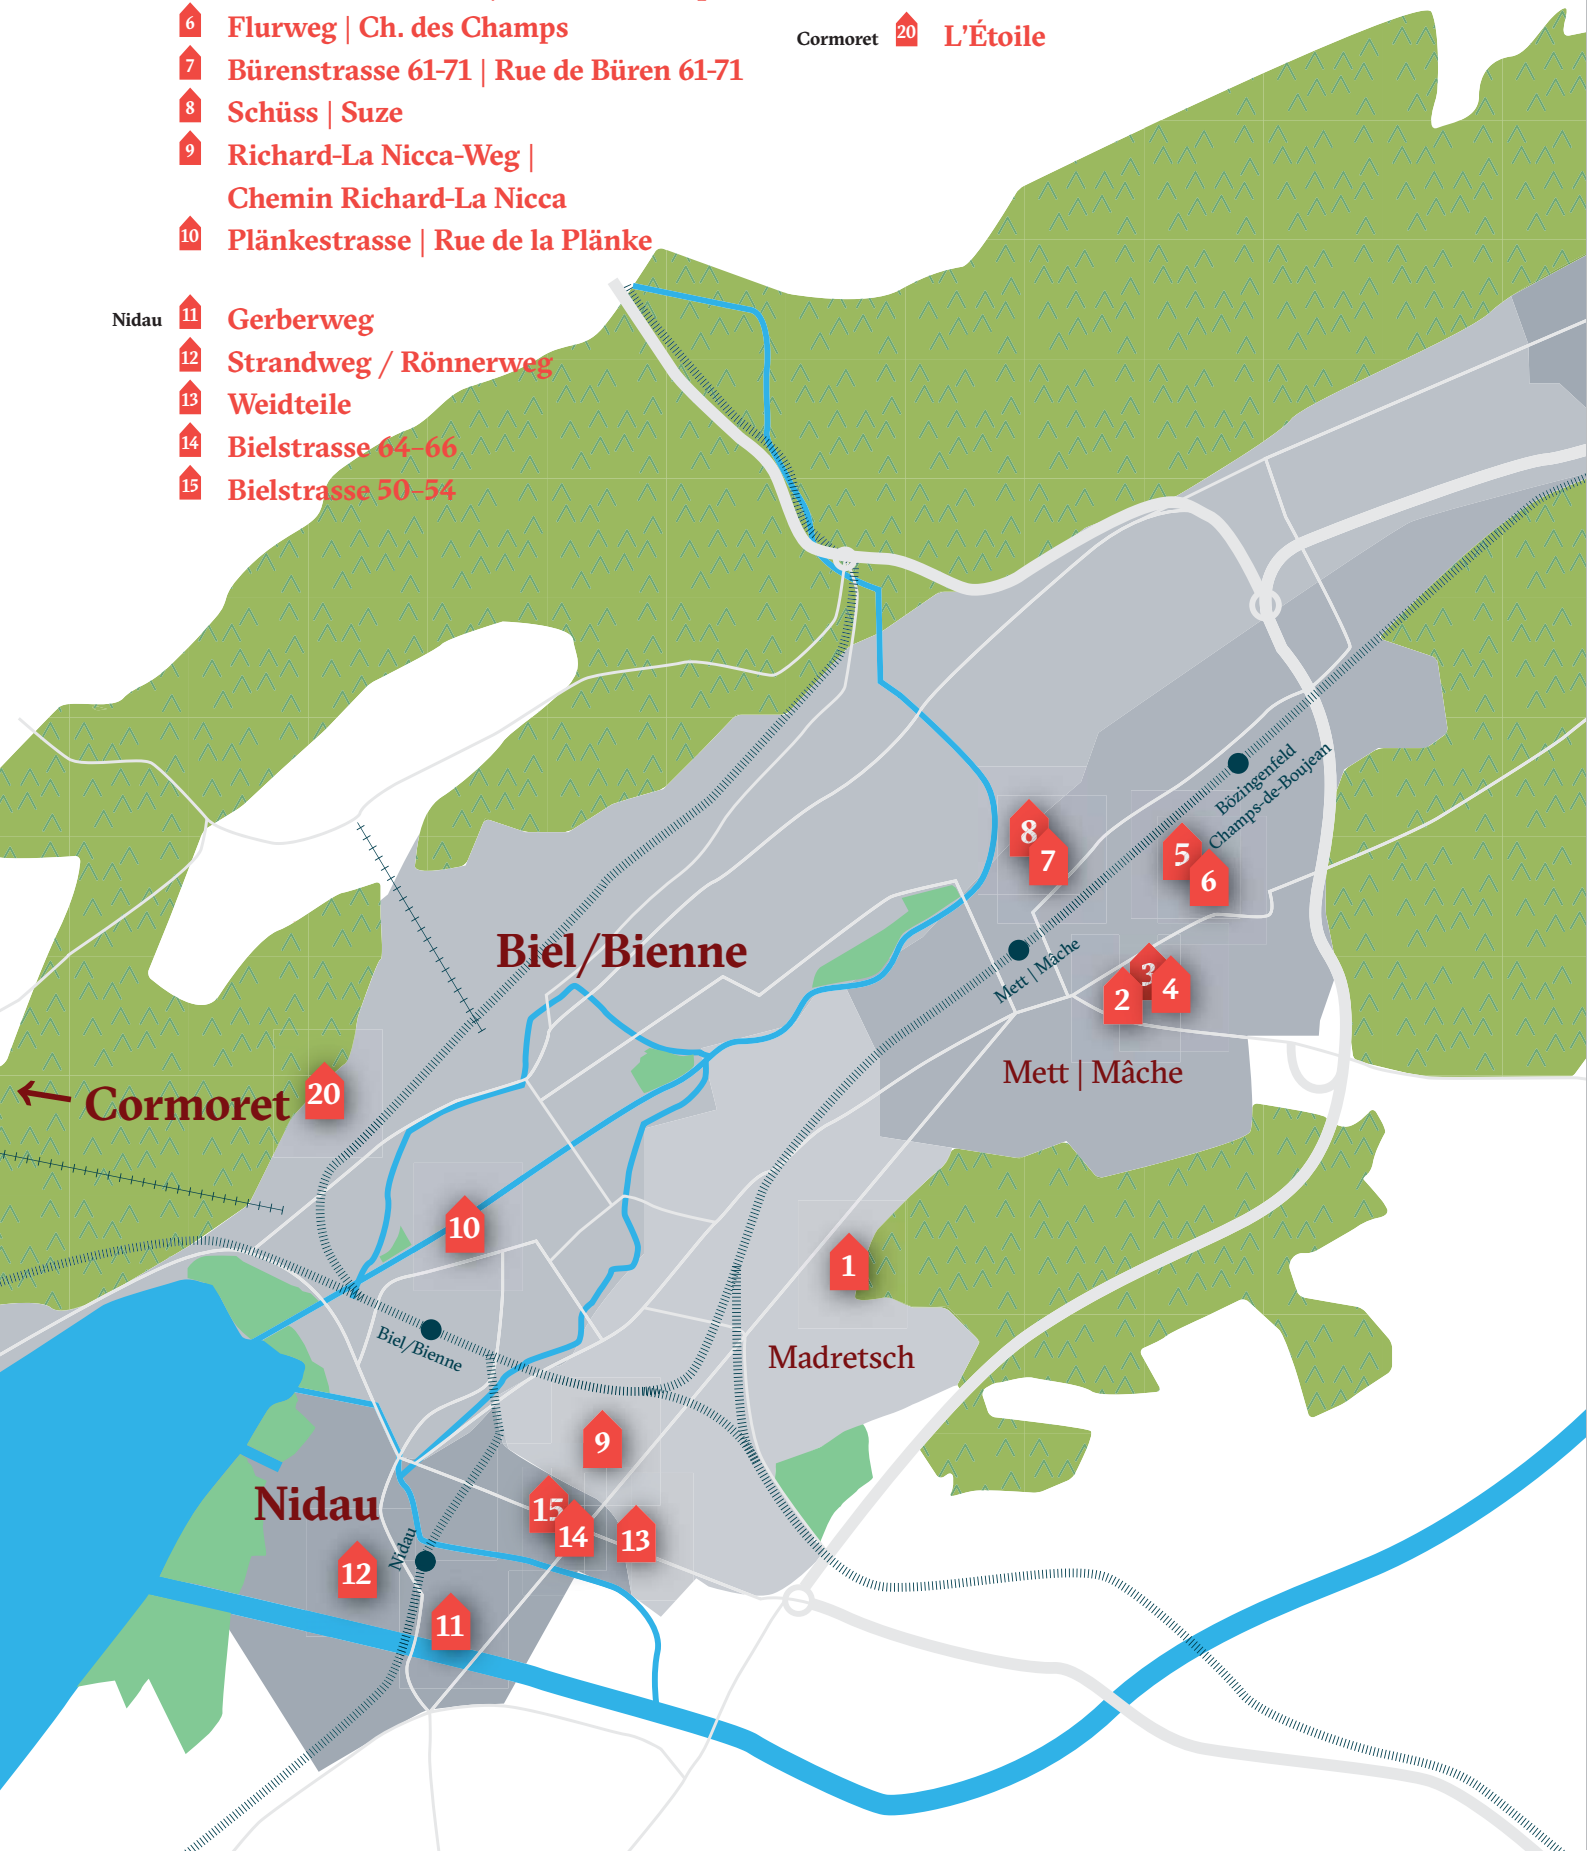 6 Flurweg | Ch. des Champs
7 Bürenstrasse 61-71 | Rue de Büren 61-71
8 Schüss | Suze
9 Richard-La Nicca-Weg |
Chemin Richard-La Nicca
10 Plänkestrasse | Rue de la Plänke
Nidau 11 Gerberweg
12 Strandweg / Rönnerweg
13 Weidteile
14 Bielstrasse 64–66
15 Bielstrasse 50–54
Cormoret 20 L'Étoile
Bözingenfeld
Champs-de-Boujean
8
7
5
6
Biel/Bienne
Mett | Mâche
3
4
2
Mett | Mâche
20
← Cormoret
10
1
Biel/Bienne
Madretsch
9
Nidau
15
14
13
Nidau
12
11